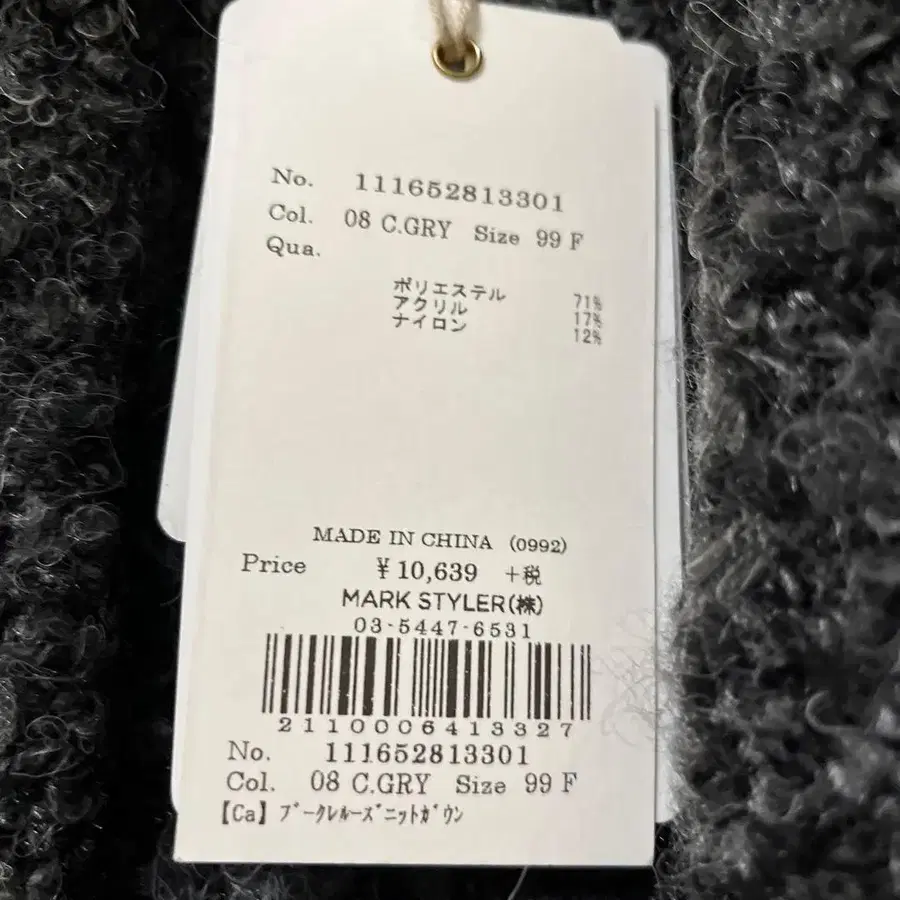 No. 111652813301
Col. 08 C.GRY Size 99 F
Qua.
ポリエステル 71%
アクリル 17%
ナイロン 12%
MADE IN CHINA (0992)
Price ¥10,639 +税
MARK STYLER(株)
03-5447-6531
2110006413327
No. 111652813301
Col. 08 C.GRY Size 99 F
【Ca】ブークレルーズニットガウン